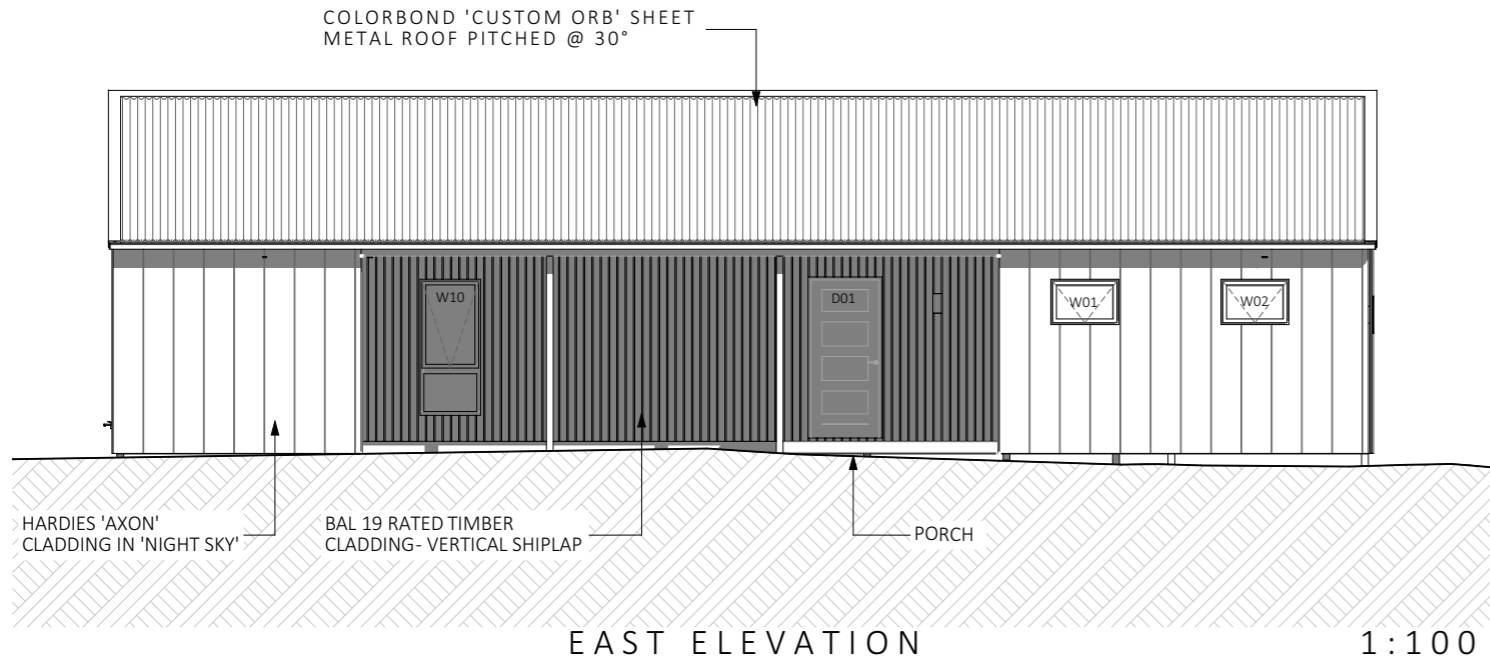 COLORBOND 'CUSTOM ORB' SHEET
METAL ROOF PITCHED @ 30°
W10
D01
W01
W02
HARDIES 'AXON'
CLADDING IN 'NIGHT SKY'
BAL 19 RATED TIMBER
CLADDING- VERTICAL SHIPLAP
PORCH
EAST ELEVATION
1:100